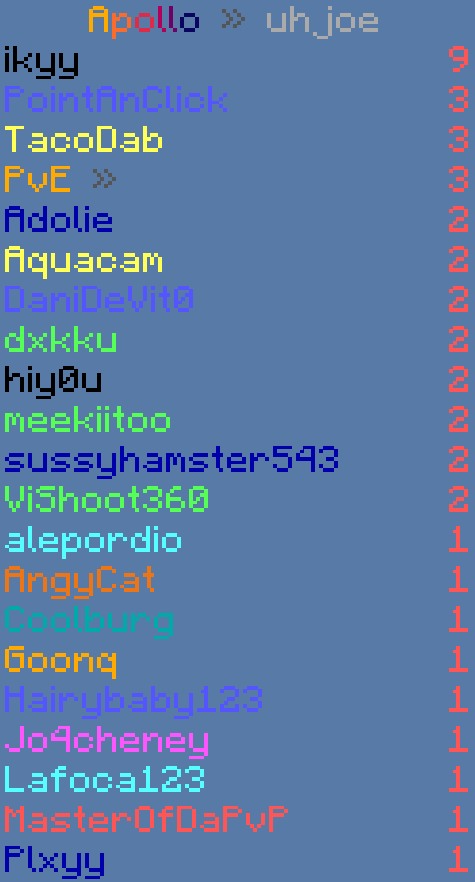 Apollo » uh_joe
ikyy 9
PointAnClick 3
TacoDab 3
PvE » 3
Adolie 2
Aquacam 2
DaniDeVit0 2
dxkku 2
hiy0u 2
meekiitoo 2
sussyhamster543 2
ViShoot360 2
alepordio 1
AngyCat 1
Coolburg 1
Goonq 1
Hairybaby123 1
Jo4cheney 1
Lafoca123 1
MasterOfDaPvP 1
Plxyy 1